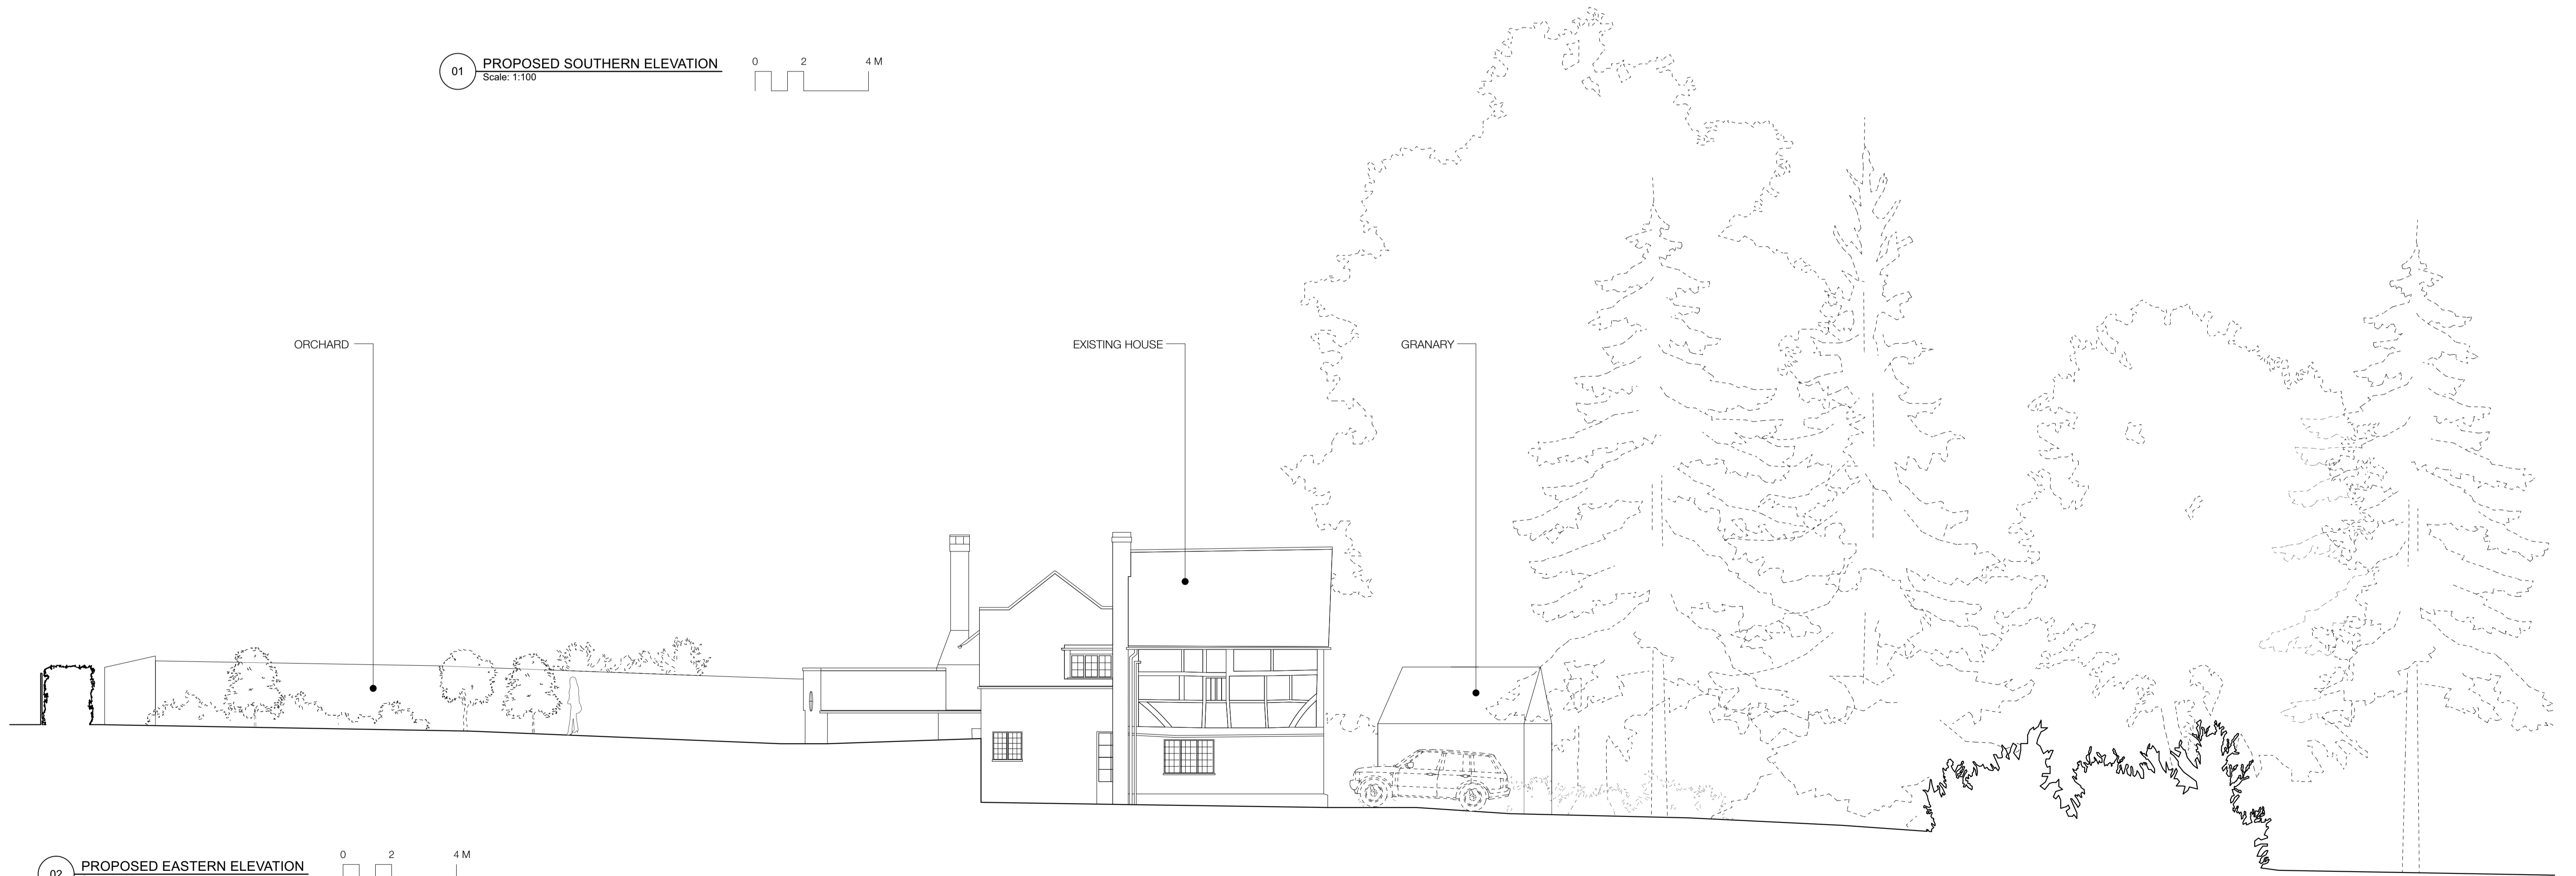 01 PROPOSED SOUTHERN ELEVATION
Scale: 1:100
0 2 4 M
ORCHARD
EXISTING HOUSE
GRANARY
02 PROPOSED EASTERN ELEVATION
0 2 4 M